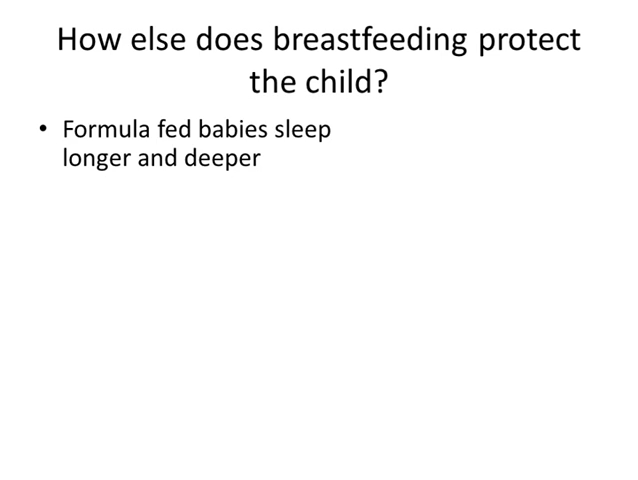 How else does breastfeeding protect
the child?
• Formula fed babies sleep
longer and deeper